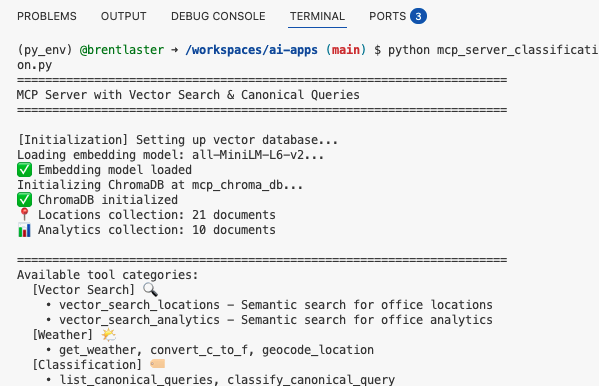 PROBLEMS OUTPUT DEBUG CONSOLE TERMINAL PORTS 3
(py_env) @brentlaster ➜ /workspaces/ai-apps (main) $ python mcp_server_classificati
on.py
======================================================================
MCP Server with Vector Search & Canonical Queries
======================================================================
[Initialization] Setting up vector database...
Loading embedding model: all-MiniLM-L6-v2...
✅ Embedding model loaded
Initializing ChromaDB at mcp_chroma_db...
✅ ChromaDB initialized
📍 Locations collection: 21 documents
📊 Analytics collection: 10 documents
======================================================================
Available tool categories:
[Vector Search] 🔍
• vector_search_locations – Semantic search for office locations
• vector_search_analytics – Semantic search for office analytics
[Weather] 🌤️
• get_weather, convert_c_to_f, geocode_location
[Classification] 🏷️
• list_canonical_queries, classify_canonical_query